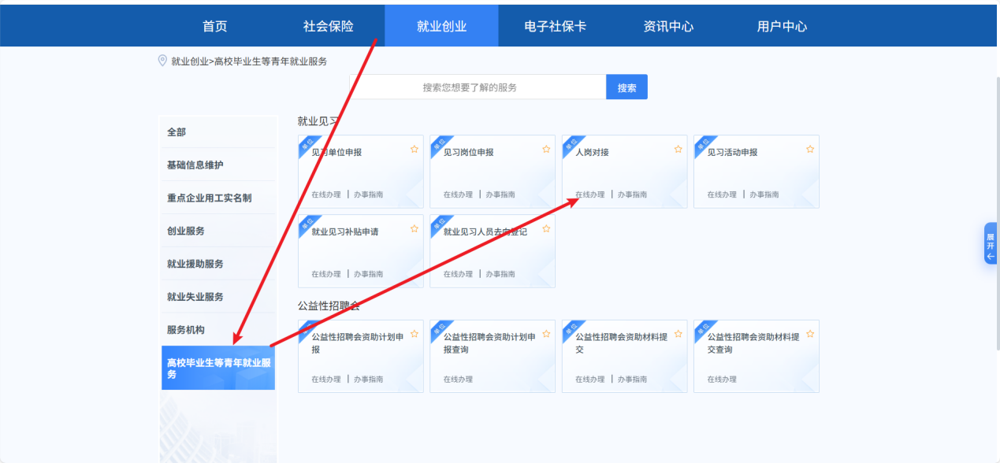 首页 社会保险 就业创业 电子社保卡 资讯中心 用户中心
就业创业>高校毕业生等青年就业服务
搜索您想要了解的服务 搜索
全部
基础信息维护
重点企业用工实名制
创业服务
就业援助服务
就业失业服务
服务机构
高校毕业生等青年就业服
务
就业见习
单位 见习单位申报
在线办理 | 办事指南
单位 见习岗位申报
在线办理 | 办事指南
单位 人岗对接
在线办理 | 办事指南
单位 见习活动申报
在线办理 | 办事指南
单位 就业见习补贴申请
在线办理 | 办事指南
单位 就业见习人员去向登记
在线办理 | 办事指南
公益性招聘会
单位 公益性招聘会资助计划申
报
在线办理 | 办事指南
单位 公益性招聘会资助计划申
报查询
在线办理
单位 公益性招聘会资助材料提
交
在线办理 | 办事指南
单位 公益性招聘会资助材料提
交查询
在线办理
展
开